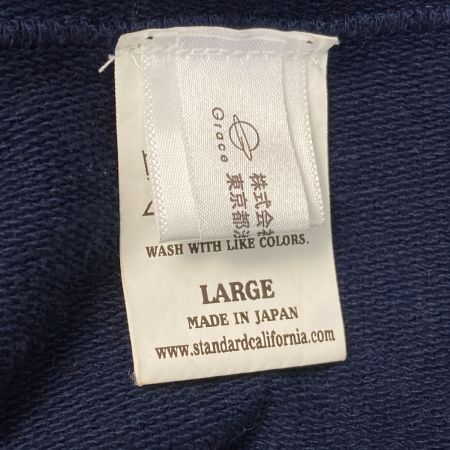 Grace
株式会社
東京都
WASH WITH LIKE COLORS.
LARGE
MADE IN JAPAN
www.standardcalifornia.com